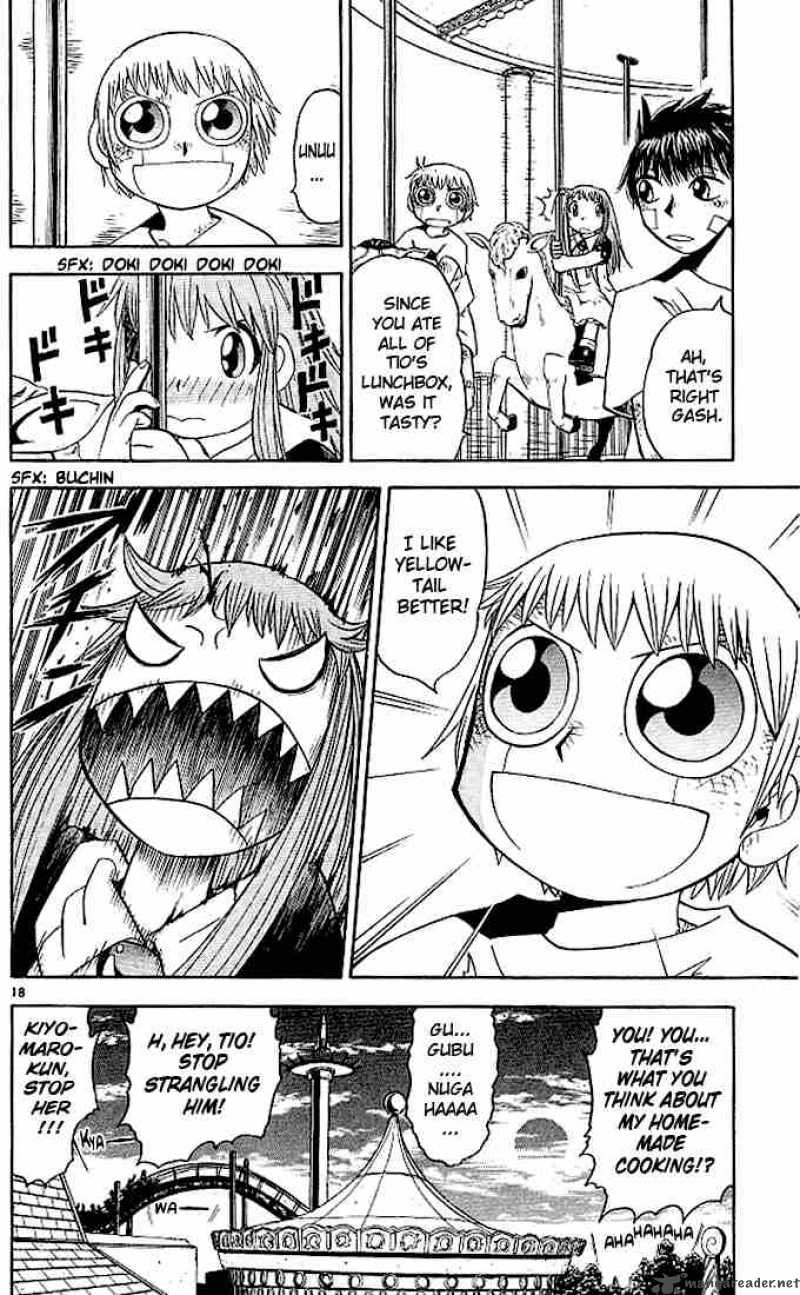 AH,
THAT'S
RIGHT
GASH.
SINCE
YOU ATE
ALL OF
TIO'S
LUNCHBOX,
WAS IT
TASTY?
UNUU
...
SFX: DOKI DOKI DOKI DOKI
ドキ
ドキ
ドキ
ドキ
I LIKE
YELLOW-
TAIL
BETTER!
SFX: BUCHIN
18
YOU! YOU...
THAT'S
WHAT YOU
THINK ABOUT
MY HOME-
MADE
COOKING!?
GU...
GUBU
....
NUGA
HAAAA
...
H, HEY, TIO!
STOP
STRANGLING
HIM!
KIYO-
MARO-
KUN,
STOP
HER
!!!
KYA—
WA—
AHAHAHAHA
mangareader.net